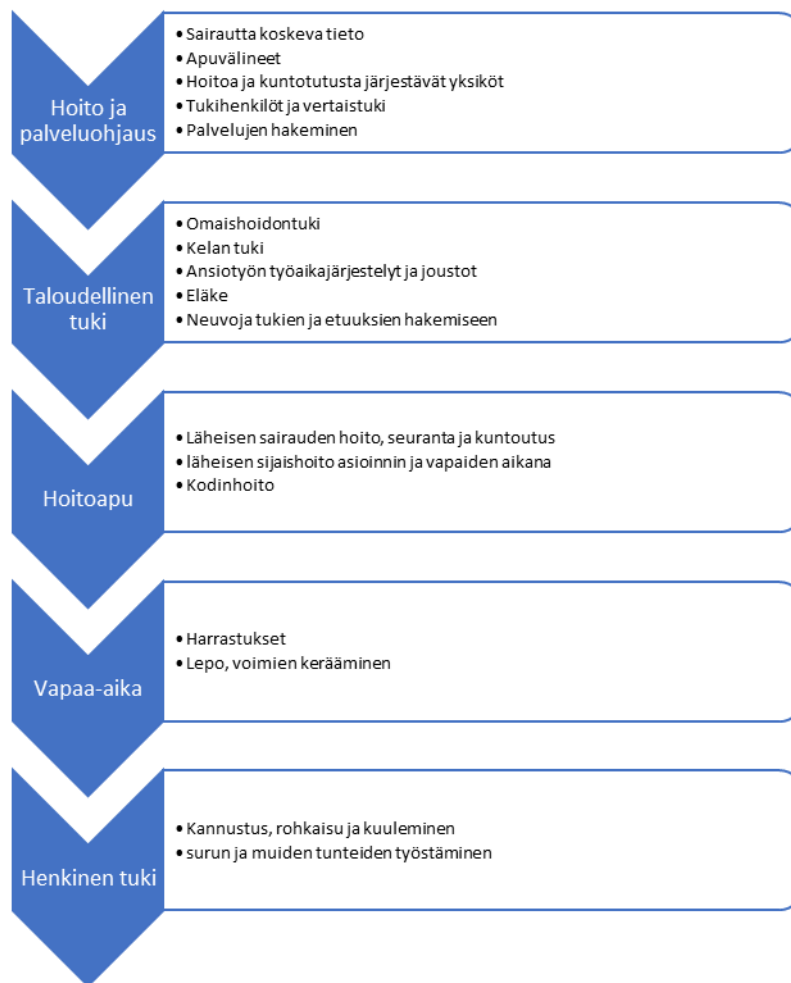 Hoito ja
palveluohjaus
• Sairautta koskeva tieto
• Apuvälineet
• Hoitoa ja kuntotutusta järjestävät yksiköt
• Tukihenkilöt ja vertaistuki
• Palvelujen hakeminen
Taloudellinen
tuki
• Omaishoidontuki
• Kelan tuki
• Ansiotyön työaikajärjestelyt ja joustot
• Eläke
• Neuvoja tukien ja etuuksien hakemiseen
Hoitoapu
• Läheisen sairauden hoito, seuranta ja kuntoutus
• läheisen sijaishoito asioinnin ja vapaiden aikana
• Kodinhoito
Vapaa-aika
• Harrastukset
• Lepo, voimien kerääminen
Henkinen tuki
• Kannustus, rohkaisu ja kuuleminen
• surun ja muiden tunteiden työstäminen